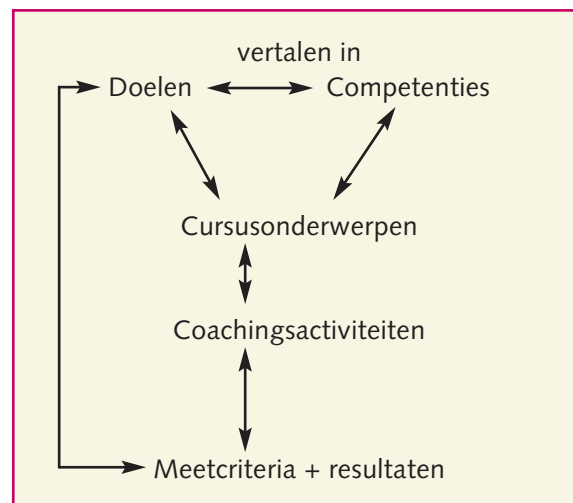 vertalen in
Doelen Competenties
Cursusonderwerpen
Coachingsactiviteiten
Meetcriteria + resultaten